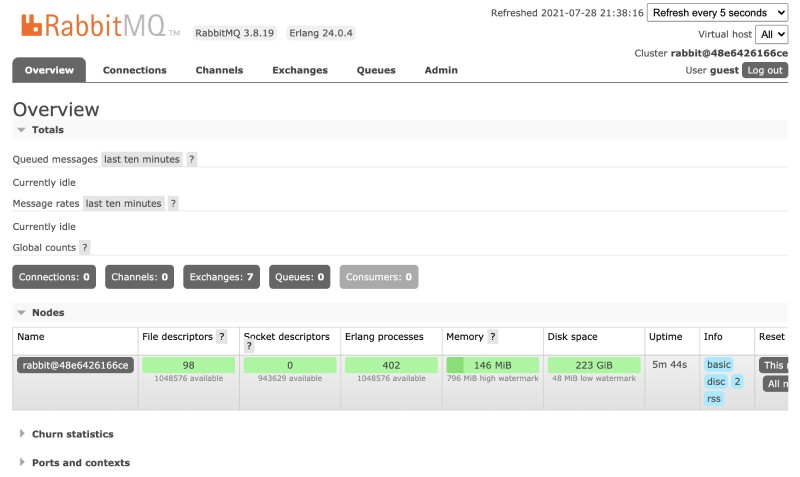 Refreshed 2021-07-28 21:38:16 Refresh every 5 seconds
RabbitMQ TM RabbitMQ 3.8.19 Erlang 24.0.4
Virtual host All
Cluster rabbit@48e6426166ce
User guest Log out
Overview Connections Channels Exchanges Queues Admin
Overview
Totals
Queued messages last ten minutes ?
Currently idle
Message rates last ten minutes ?
Currently idle
Global counts ?
Connections: 0 Channels: 0 Exchanges: 7 Queues: 0 Consumers: 0
Nodes
Name File descriptors ? Socket descriptors ? Erlang processes Memory ? Disk space Uptime Info Reset
rabbit@48e6426166ce 98 0 402 146 MiB 223 GiB 5m 44s basic This
1048576 available 943629 available 1048576 available 796 MiB high watermark 48 MiB low watermark
disc 2 All
rss
Churn statistics
Ports and contexts